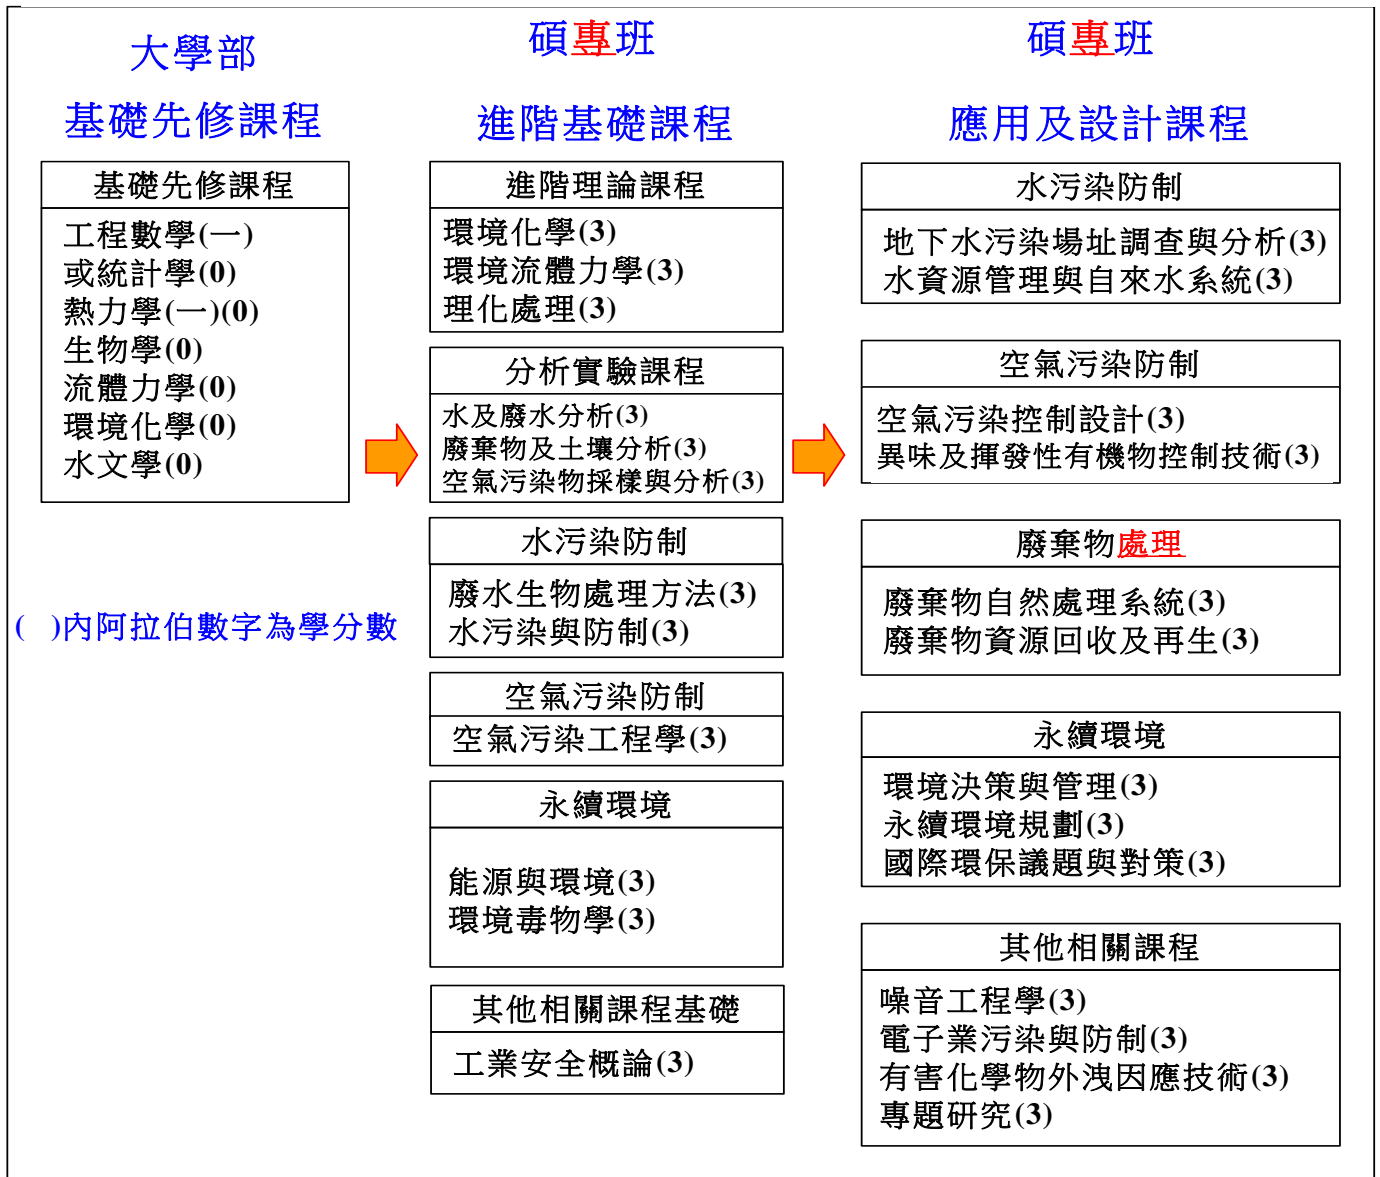 大學部
基礎先修課程
基礎先修課程
工程數學(一)
或統計學(0)
熱力學(一)(0)
生物學(0)
流體力學(0)
環境化學(0)
水文學(0)
( )內阿拉伯數字為學分數
碩專班
進階基礎課程
進階理論課程
環境化學(3)
環境流體力學(3)
理化處理(3)
分析實驗課程
水及廢水分析(3)
廢棄物及土壤分析(3)
空氣污染物採樣與分析(3)
水污染防制
廢水生物處理方法(3)
水污染與防制(3)
空氣污染防制
空氣污染工程學(3)
永續環境
能源與環境(3)
環境毒物學(3)
其他相關課程基礎
工業安全概論(3)
碩專班
應用及設計課程
水污染防制
地下水污染場址調查與分析(3)
水資源管理與自來水系統(3)
空氣污染防制
空氣污染控制設計(3)
異味及揮發性有機物控制技術(3)
廢棄物處理
廢棄物自然處理系統(3)
廢棄物資源回收及再生(3)
永續環境
環境決策與管理(3)
永續環境規劃(3)
國際環保議題與對策(3)
其他相關課程
噪音工程學(3)
電子業污染與防制(3)
有害化學物外洩因應技術(3)
專題研究(3)